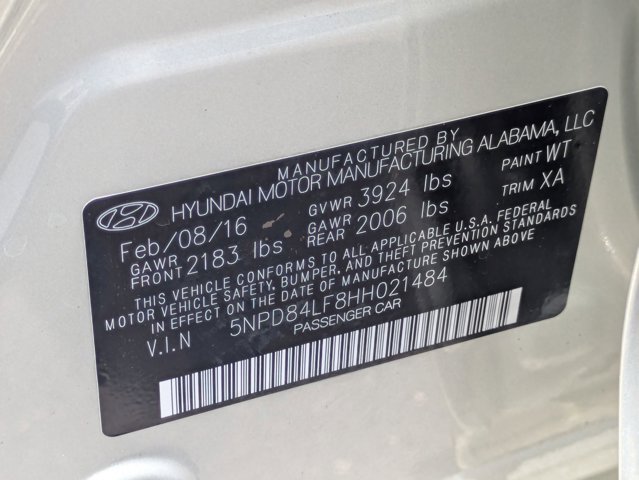 MANUFACTURED BY
HYUNDAI MOTOR MANUFACTURING ALABAMA, LLC
Feb/08/16 GVWR 3924 lbs PAINT WT
GAWR FRONT 2183 lbs GAWR REAR 2006 lbs TRIM XA
THIS VEHICLE CONFORMS TO ALL APPLICABLE U.S.A. FEDERAL
MOTOR VEHICLE SAFETY, BUMPER, AND THEFT PREVENTION STANDARDS
IN EFFECT ON THE DATE OF MANUFACTURE SHOWN ABOVE
V.I.N 5NPD84LF8HH021484
PASSENGER CAR